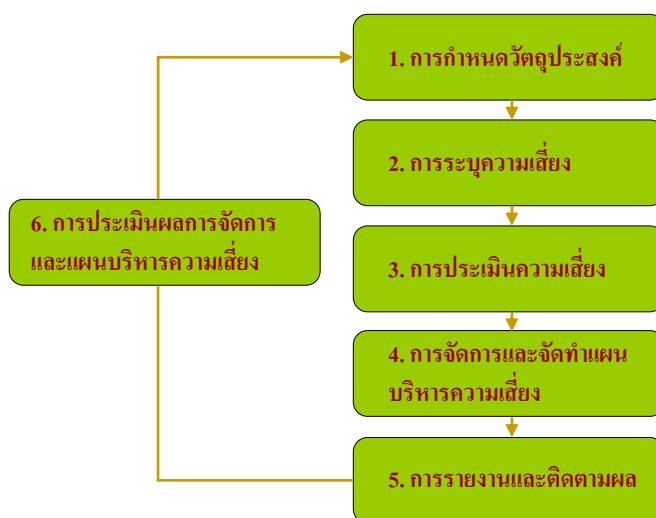 1. การกำหนดวัตถุประสงค์
2. การระบุความเสี่ยง
3. การประเมินความเสี่ยง
4. การจัดการและจัดทำแผน
บริหารความเสี่ยง
5. การรายงานและติดตามผล
6. การประเมินผลการจัดการ
และแผนบริหารความเสี่ยง